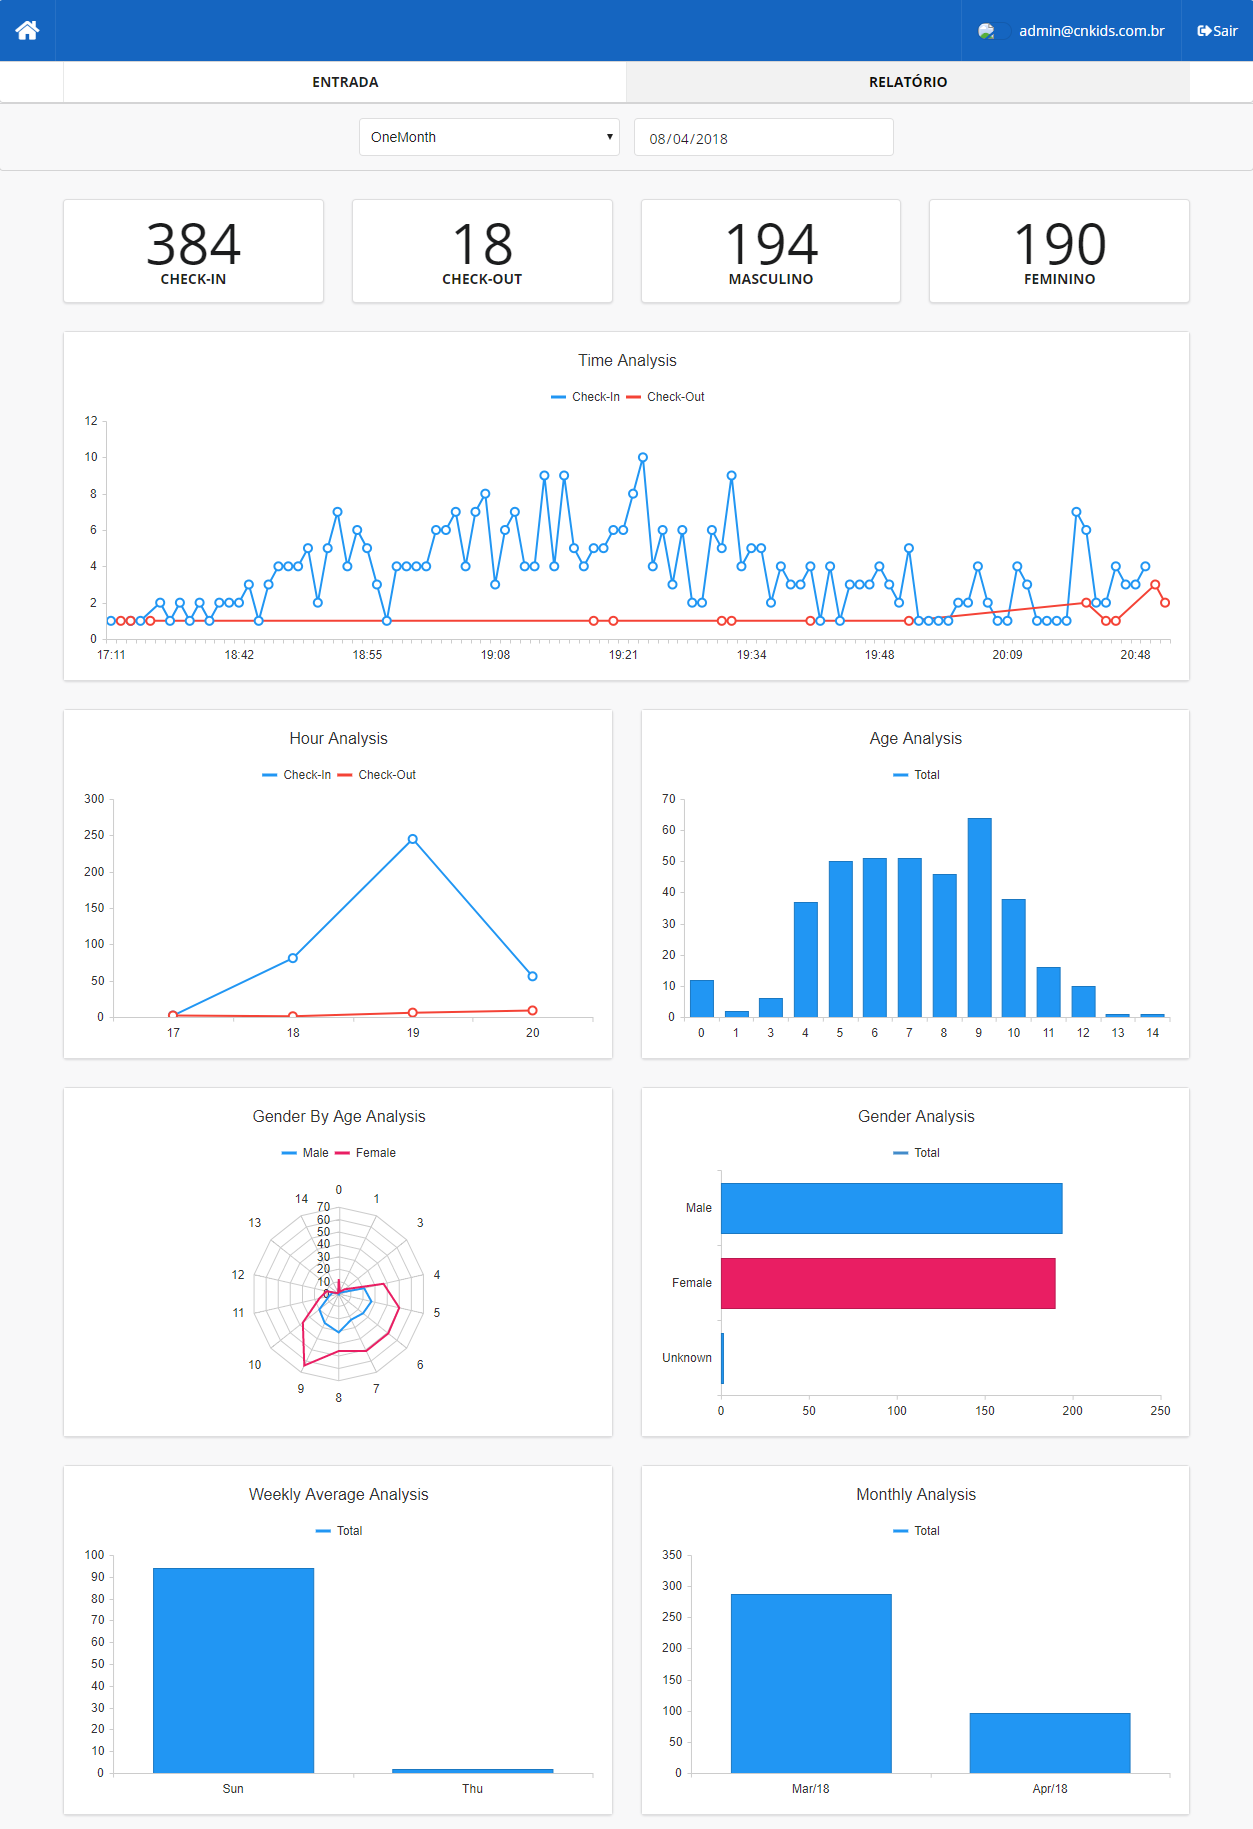 admin@cnkids.com.br Sair
ENTRADA RELATÓRIO
OneMonth 08/04/2018
384 18 194 190
CHECK-IN CHECK-OUT MASCULINO FEMININO
Time Analysis
Check-In Check-Out
12
10
8
6
4
2
0
17:11 18:42 18:55 19:08 19:21 19:34 19:48 20:09 20:48
Hour Analysis
Check-In Check-Out
300
250
200
150
100
50
0
17 18 19 20
Age Analysis
Total
70
60
50
40
30
20
10
0
0 1 3 4 5 6 7 8 9 10 11 12 13 14
Gender By Age Analysis
Male Female
0
14 1
70
13 60 3
50
40
30
12 20 4
10
0
11 5
10 6
9 7
8
Gender Analysis
Total
Male
Female
Unknown
0 50 100 150 200 250
Weekly Average Analysis
Total
100
90
80
70
60
50
40
30
20
10
0
Sun Thu
Monthly Analysis
Total
350
300
250
200
150
100
50
0
Mar/18 Apr/18